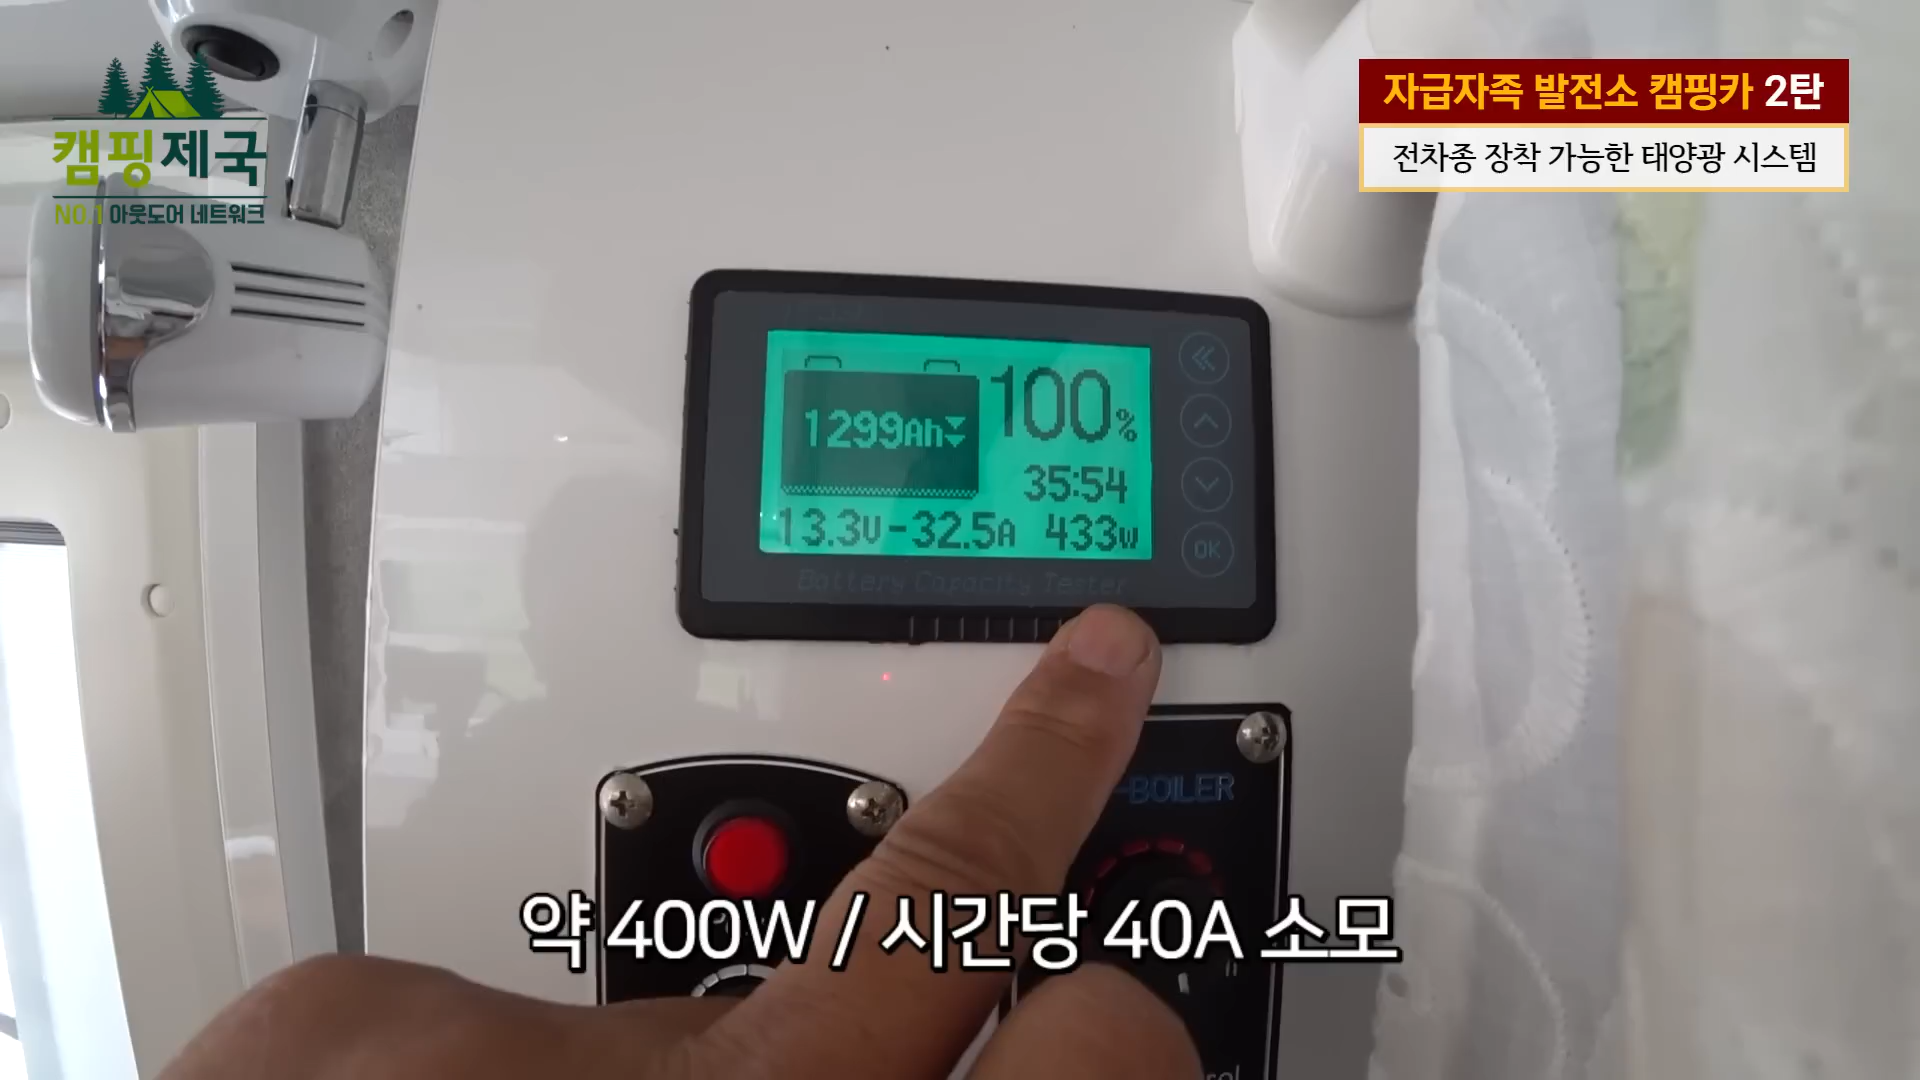 캠핑제국
NO.1 아웃도어 네트워크
자급자족 발전소 캠핑카 2탄
전차종 장착 가능한 태양광 시스템
1299Ah
100%
35:54
13.3V -32.5A 433W
Battery Capacity Tester
OK
-BOILER
약 400W / 시간당 40A 소모